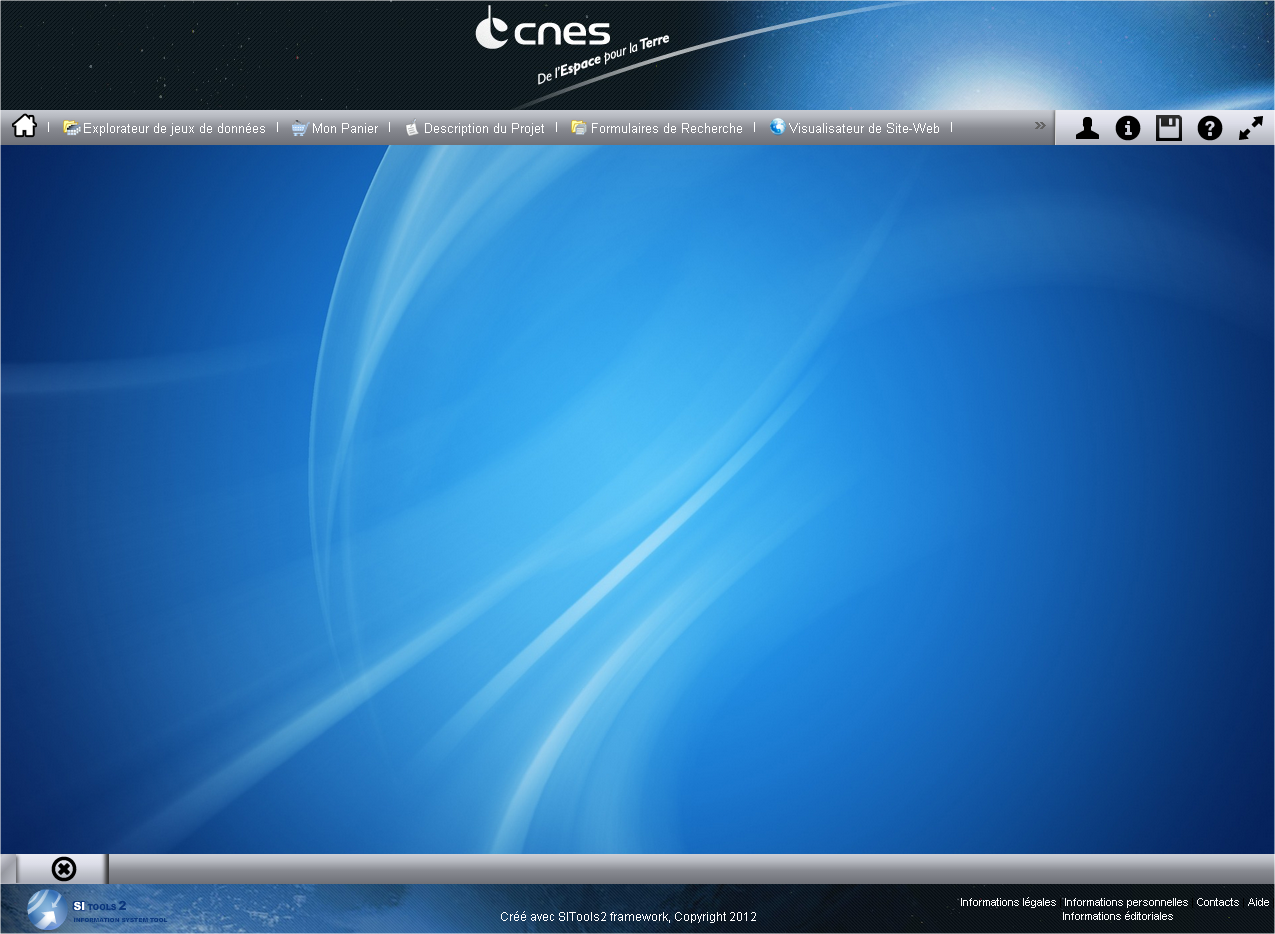 cnes
De l'Espace pour la Terre
Explorateur de jeux de données | Mon Panier | Description du Projet | Formulaires de Recherche | Visualisateur de Site-Web | »
SI TOOLS 2
INFORMATION SYSTEM TOOL
Créé avec SITools2 framework, Copyright 2012
Informations légales Informations personnelles Contacts Aide
Informations éditoriales